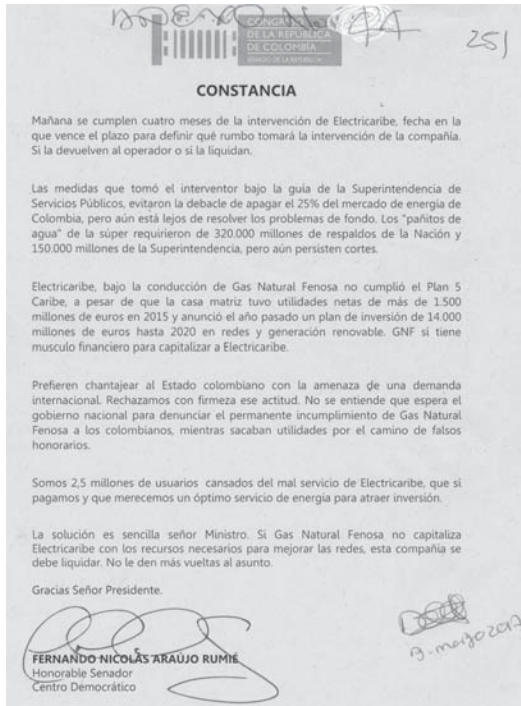 251
CONGRESO
DE LA REPÚBLICA
DE COLOMBIA
SENADO DE LA REPÚBLICA
CONSTANCIA
Mañana se cumplen cuatro meses de la intervención de Electricaribe, fecha en la
que vence el plazo para definir qué rumbo tomará la intervención de la compañía.
Si la devuelven al operador o si la liquidan.
Las medidas que tomó el interventor bajo la guía de la Superintendencia de
Servicios Públicos, evitaron la debacle de apagar el 25% del mercado de energía de
Colombia, pero aún está lejos de resolver los problemas de fondo. Los "pañitos de
agua" de la súper requirieron de 320.000 millones de respaldos de la Nación y
150.000 millones de la Superintendencia, pero aún persisten cortes.
Electricaribe, bajo la conducción de Gas Natural Fenosa no cumplió el Plan 5
Caribe, a pesar de que la casa matriz tuvo utilidades netas de más de 1.500
millones de euros en 2015 y anunció el año pasado un plan de inversión de 14.000
millones de euros hasta 2020 en redes y generación renovable. GNF sí tiene
musculo financiero para capitalizar a Electricaribe.
Prefieren chantajear al Estado colombiano con la amenaza de una demanda
internacional. Rechazamos con firmeza ese actitud. No se entiende que espera el
gobierno nacional para denunciar el permanente incumplimiento de Gas Natural
Fenosa a los colombianos, mientras sacaban utilidades por el camino de falsos
honorarios.
Somos 2,5 millones de usuarios cansados del mal servicio de Electricaribe, que si
pagamos y que merecemos un óptimo servicio de energía para atraer inversión.
La solución es sencilla señor Ministro. Si Gas Natural Fenosa no capitaliza
Electricaribe con los recursos necesarios para mejorar las redes, esta compañía se
debe liquidar. No le den más vueltas al asunto.
Gracias Señor Presidente.
FERNANDO NICOLÁS ARAÚJO RUMIÉ
Honorable Senador
Centro Democrático